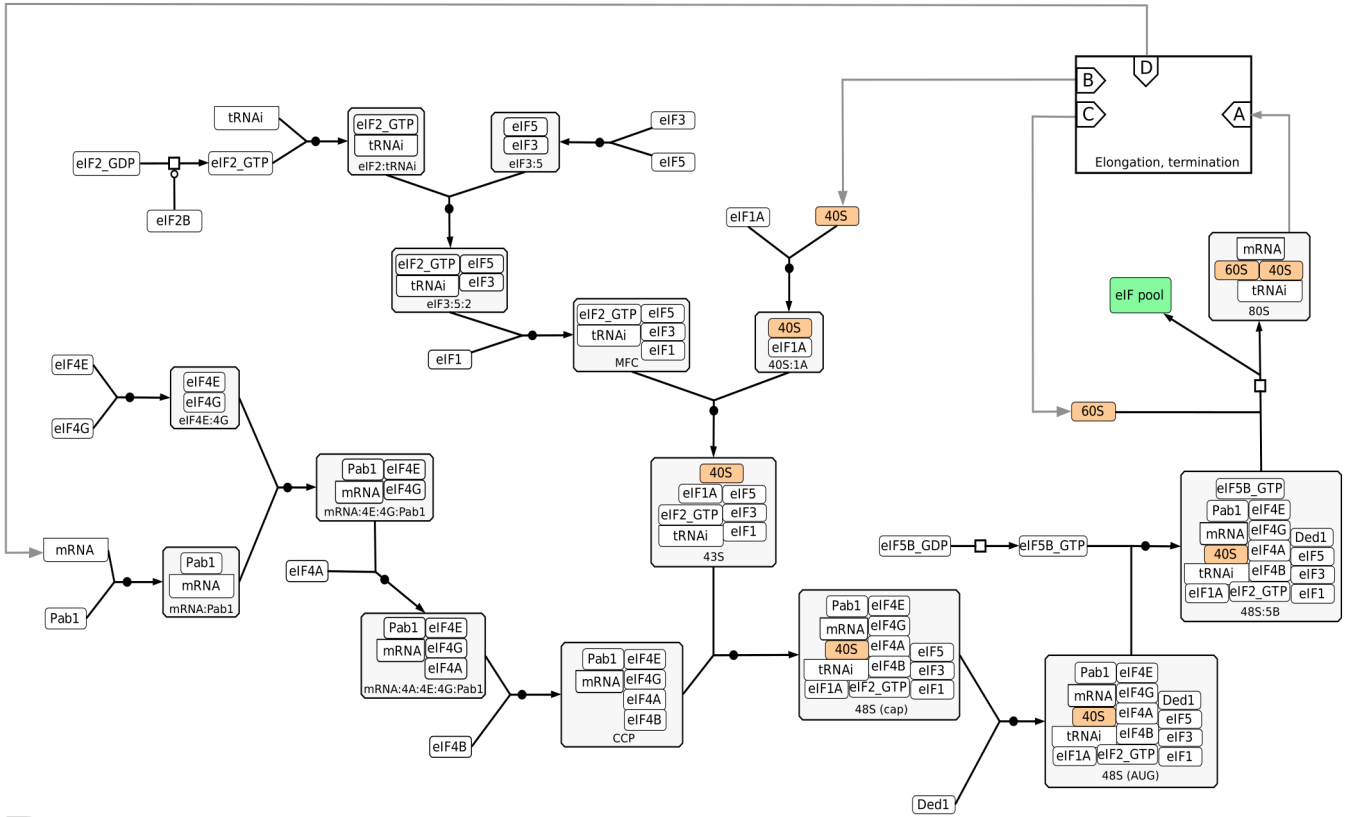 D
B
C
A
Elongation, termination
tRNAi
eIF2_GDP
eIF2_GTP
eIF2B
eIF2_GTP
tRNAi
eIF2:tRNAi
eIF5
eIF3
eIF3:5
eIF3
eIF5
eIF1A
40S
eIF2_GTP
eIF5
tRNAi
eIF3
eIF3:5:2
eIF1
eIF2_GTP
eIF5
tRNAi
eIF3
eIF1
MFC
40S
eIF1A
40S:1A
mRNA
60S
40S
tRNAi
80S
eIF pool
60S
eIF4E
eIF4G
eIF4E
eIF4G
eIF4E:4G
Pab1
eIF4E
mRNA
eIF4G
mRNA:4E:4G:Pab1
mRNA
Pab1
Pab1
mRNA
mRNA:Pab1
eIF4A
40S
eIF1A
eIF5
eIF2_GTP
eIF3
tRNAi
eIF1
43S
Pab1
eIF4E
mRNA
eIF4G
eIF4A
mRNA:4A:4E:4G:Pab1
eIF4B
Pab1
eIF4E
mRNA
eIF4G
eIF4A
eIF4B
CCP
Pab1
eIF4E
mRNA
eIF4G
40S
eIF4A
eIF5
tRNAi
eIF4B
eIF3
eIF1A
eIF2_GTP
eIF1
48S (cap)
Ded1
eIF5B_GDP
eIF5B_GTP
eIF5B_GTP
Pab1
eIF4E
mRNA
eIF4G
Ded1
40S
eIF4A
eIF5
tRNAi
eIF4B
eIF3
eIF1A
eIF2_GTP
eIF1
48S:5B
Pab1
eIF4E
mRNA
eIF4G
Ded1
40S
eIF4A
eIF5
tRNAi
eIF4B
eIF3
eIF1A
eIF2_GTP
eIF1
48S (AUG)